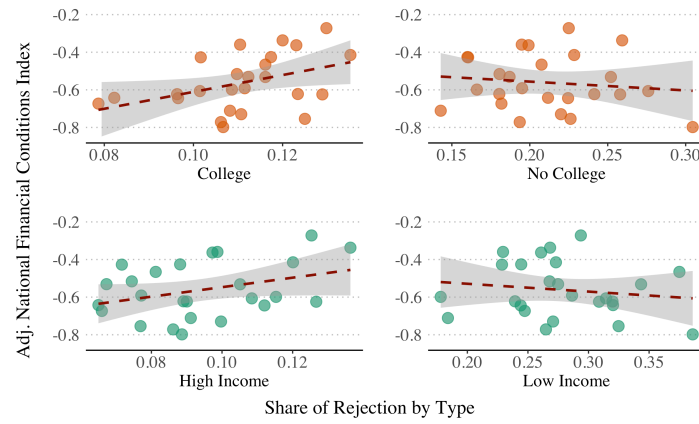 Adj. National Financial Conditions Index
-0.2
-0.4
-0.6
-0.8
0.08 0.10 0.12
College
-0.2
-0.4
-0.6
-0.8
0.15 0.20 0.25 0.30
No College
-0.2
-0.4
-0.6
-0.8
0.08 0.10 0.12
High Income
-0.2
-0.4
-0.6
-0.8
0.20 0.25 0.30 0.35
Low Income
Share of Rejection by Type